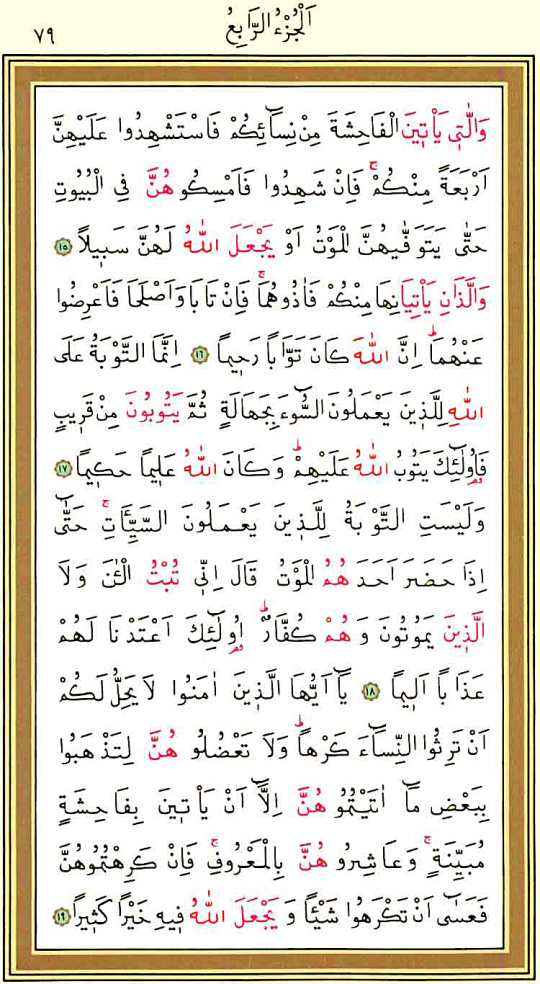 اَلْجُزْءُ الرَّابِعُ
٧٩
وَالّٰت۪ي يَأْت۪ينَ الْفَاحِشَةَ مِنْ نِسَٓائِكُمْ فَاسْتَشْهِدُوا عَلَيْهِنَّ
اَرْبَعَةً مِنْكُمْۚ فَاِنْ شَهِدُوا فَاَمْسِكُوهُنَّ فِي الْبُيُوتِ
حَتّٰى يَتَوَفّٰيهُنَّ الْمَوْتُ اَوْ يَجْعَلَ اللّٰهُ لَهُنَّ سَب۪يلًا ﴿١٥﴾
وَالَّذَانِ يَأْتِيَانِهَا مِنْكُمْ فَاٰذُوهُمَاۚ فَاِنْ تَابَا وَاَصْلَحَا فَاَعْرِضُوا
عَنْهُمَاۜ اِنَّ اللّٰهَ كَانَ تَوَّابًا رَح۪يمًا ﴿١٦﴾ اِنَّمَا التَّوْبَةُ عَلَى
اللّٰهِ لِلَّذ۪ينَ يَعْمَلُونَ السُّٓوءَ بِجَهَالَةٍ ثُمَّ يَتُوبُونَ مِنْ قَر۪يبٍ
فَاُو۬لٰٓئِكَ يَتُوبُ اللّٰهُ عَلَيْهِمْۜ وَكَانَ اللّٰهُ عَل۪يمًا حَك۪يمًا ﴿١٧﴾
وَلَيْسَتِ التَّوْبَةُ لِلَّذ۪ينَ يَعْمَلُونَ السَّيِّـَٔاتِۚ حَتّٰٓى
اِذَا حَضَرَ اَحَدَهُمُ الْمَوْتُ قَالَ اِنّ۪ي تُبْتُ الْـٰٔنَ وَلَا
الَّذ۪ينَ يَمُوتُونَ وَهُمْ كُفَّارٌۜ اُو۬لٰٓئِكَ اَعْتَدْنَا لَهُمْ
عَذَابًا اَل۪يمًا ﴿١٨﴾ يَٓا اَيُّهَا الَّذ۪ينَ اٰمَنُوا لَا يَحِلُّ لَكُمْ
اَنْ تَرِثُوا النِّسَٓاءَ كَرْهًاۜ وَلَا تَعْضُلُوهُنَّ لِتَذْهَبُوا
بِبَعْضِ مَٓا اٰتَيْتُمُوهُنَّ اِلَّٓا اَنْ يَأْت۪ينَ بِفَاحِشَةٍ
مُبَيِّنَةٍۚ وَعَاشِرُوهُنَّ بِالْمَعْرُوفِۚ فَاِنْ كَرِهْتُمُوهُنَّ
فَعَسٰٓى اَنْ تَكْرَهُوا شَيْـًٔا وَيَجْعَلَ اللّٰهُ ف۪يهِ خَيْرًا كَث۪يرًا ﴿١٩﴾